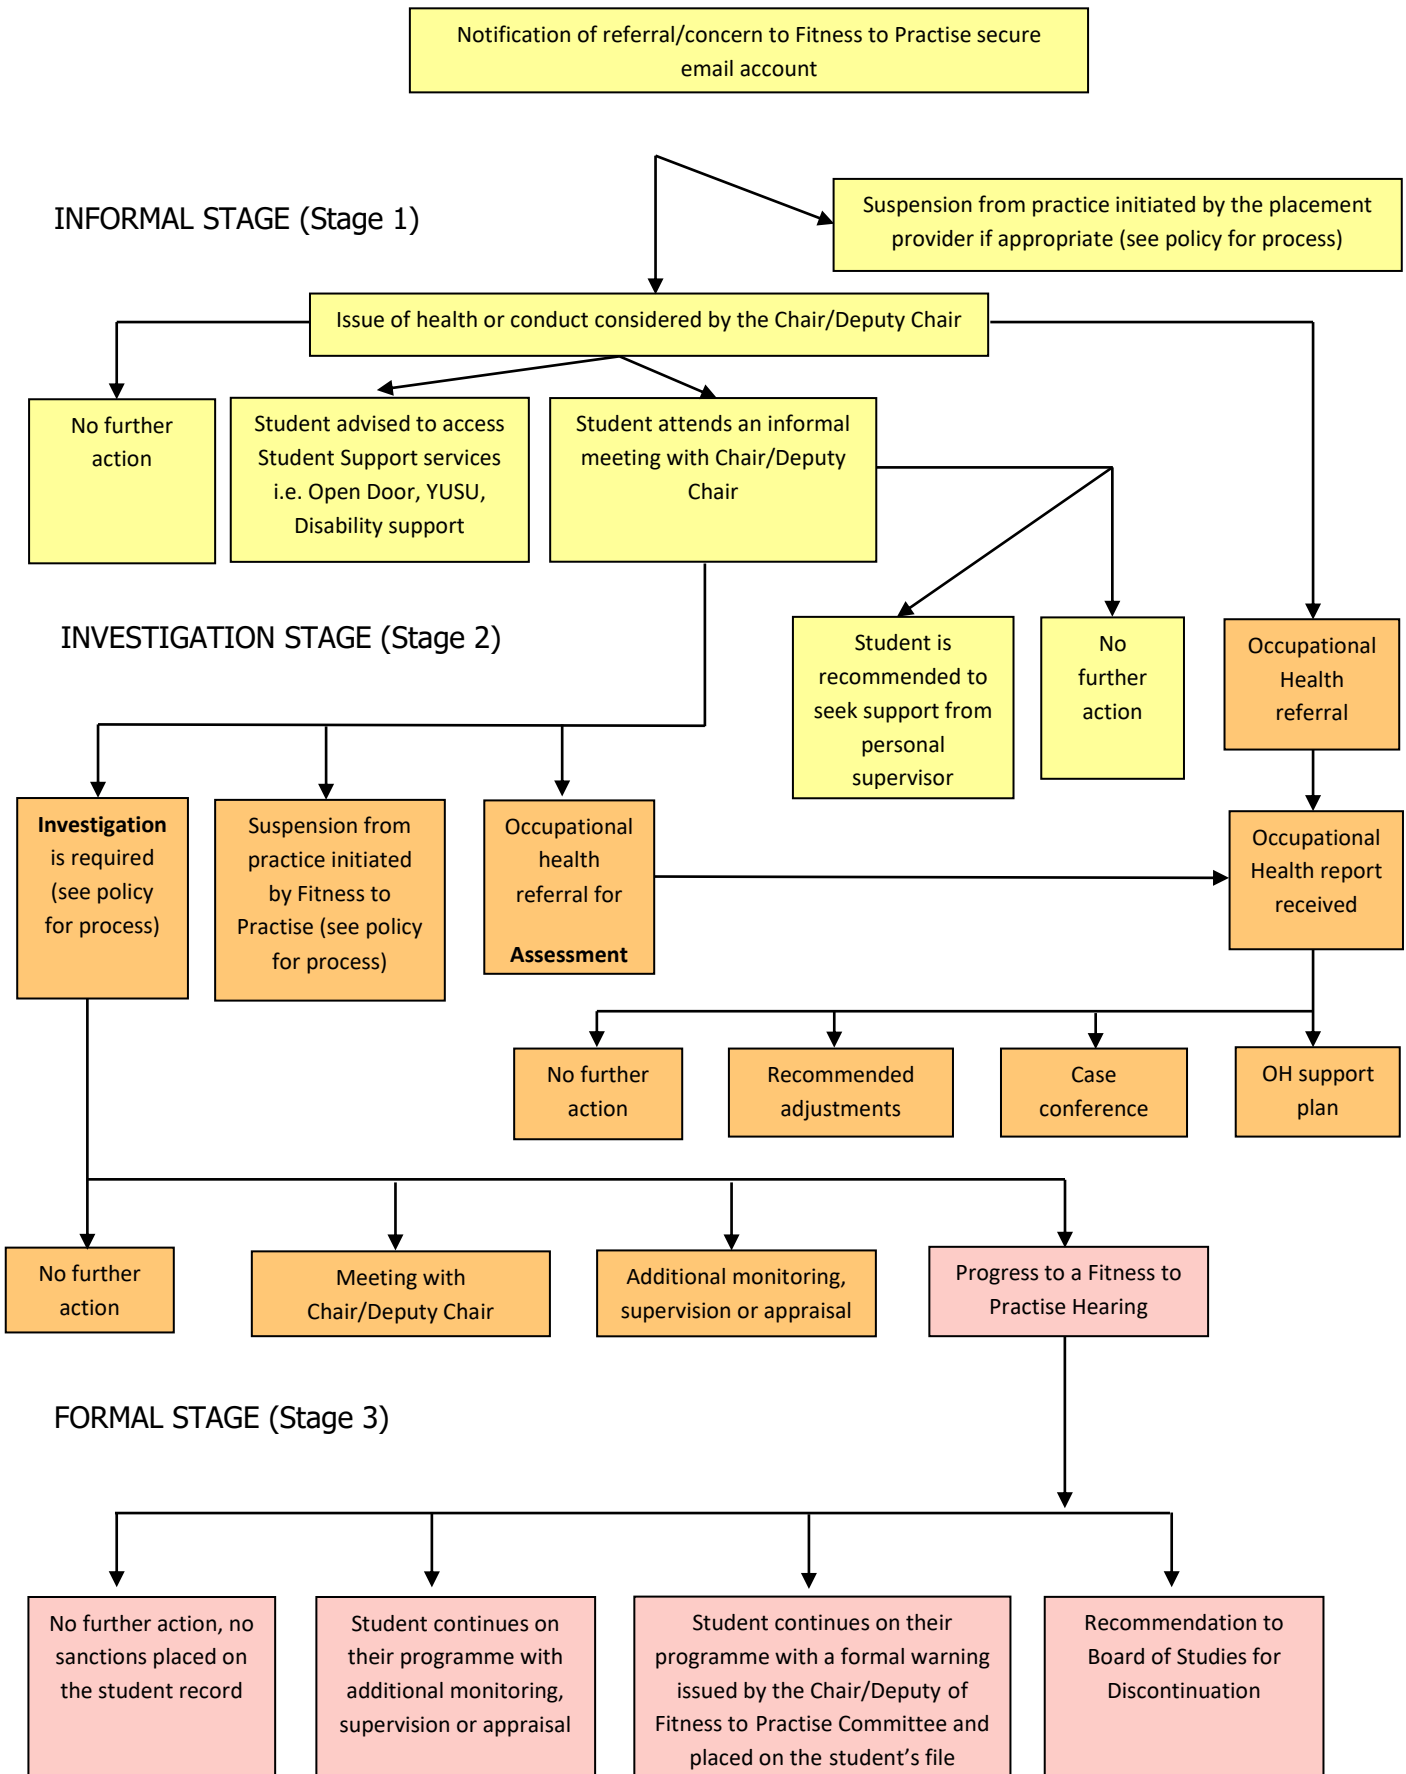 Notification of referral/concern to Fitness to Practise secure
email account
INFORMAL STAGE (Stage 1)
Suspension from practice initiated by the placement
provider if appropriate (see policy for process)
Issue of health or conduct considered by the Chair/Deputy Chair
No further
action
Student advised to access
Student Support services
i.e. Open Door, YUSU,
Disability support
Student attends an informal
meeting with Chair/Deputy
Chair
INVESTIGATION STAGE (Stage 2)
Student is
recommended to
seek support from
personal
supervisor
No
further
action
Occupational
Health
referral
Investigation
is required
(see policy
for process)
Suspension from
practice initiated
by Fitness to
Practise (see policy
for process)
Occupational
health
referral for
Assessment
Occupational
Health report
received
No further
action
Recommended
adjustments
Case
conference
OH support
plan
No further
action
Meeting with
Chair/Deputy Chair
Additional monitoring,
supervision or appraisal
Progress to a Fitness to
Practise Hearing
FORMAL STAGE (Stage 3)
No further action, no
sanctions placed on
the student record
Student continues on
their programme with
additional monitoring,
supervision or appraisal
Student continues on their
programme with a formal warning
issued by the Chair/Deputy of
Fitness to Practise Committee and
placed on the student’s file
Recommendation to
Board of Studies for
Discontinuation